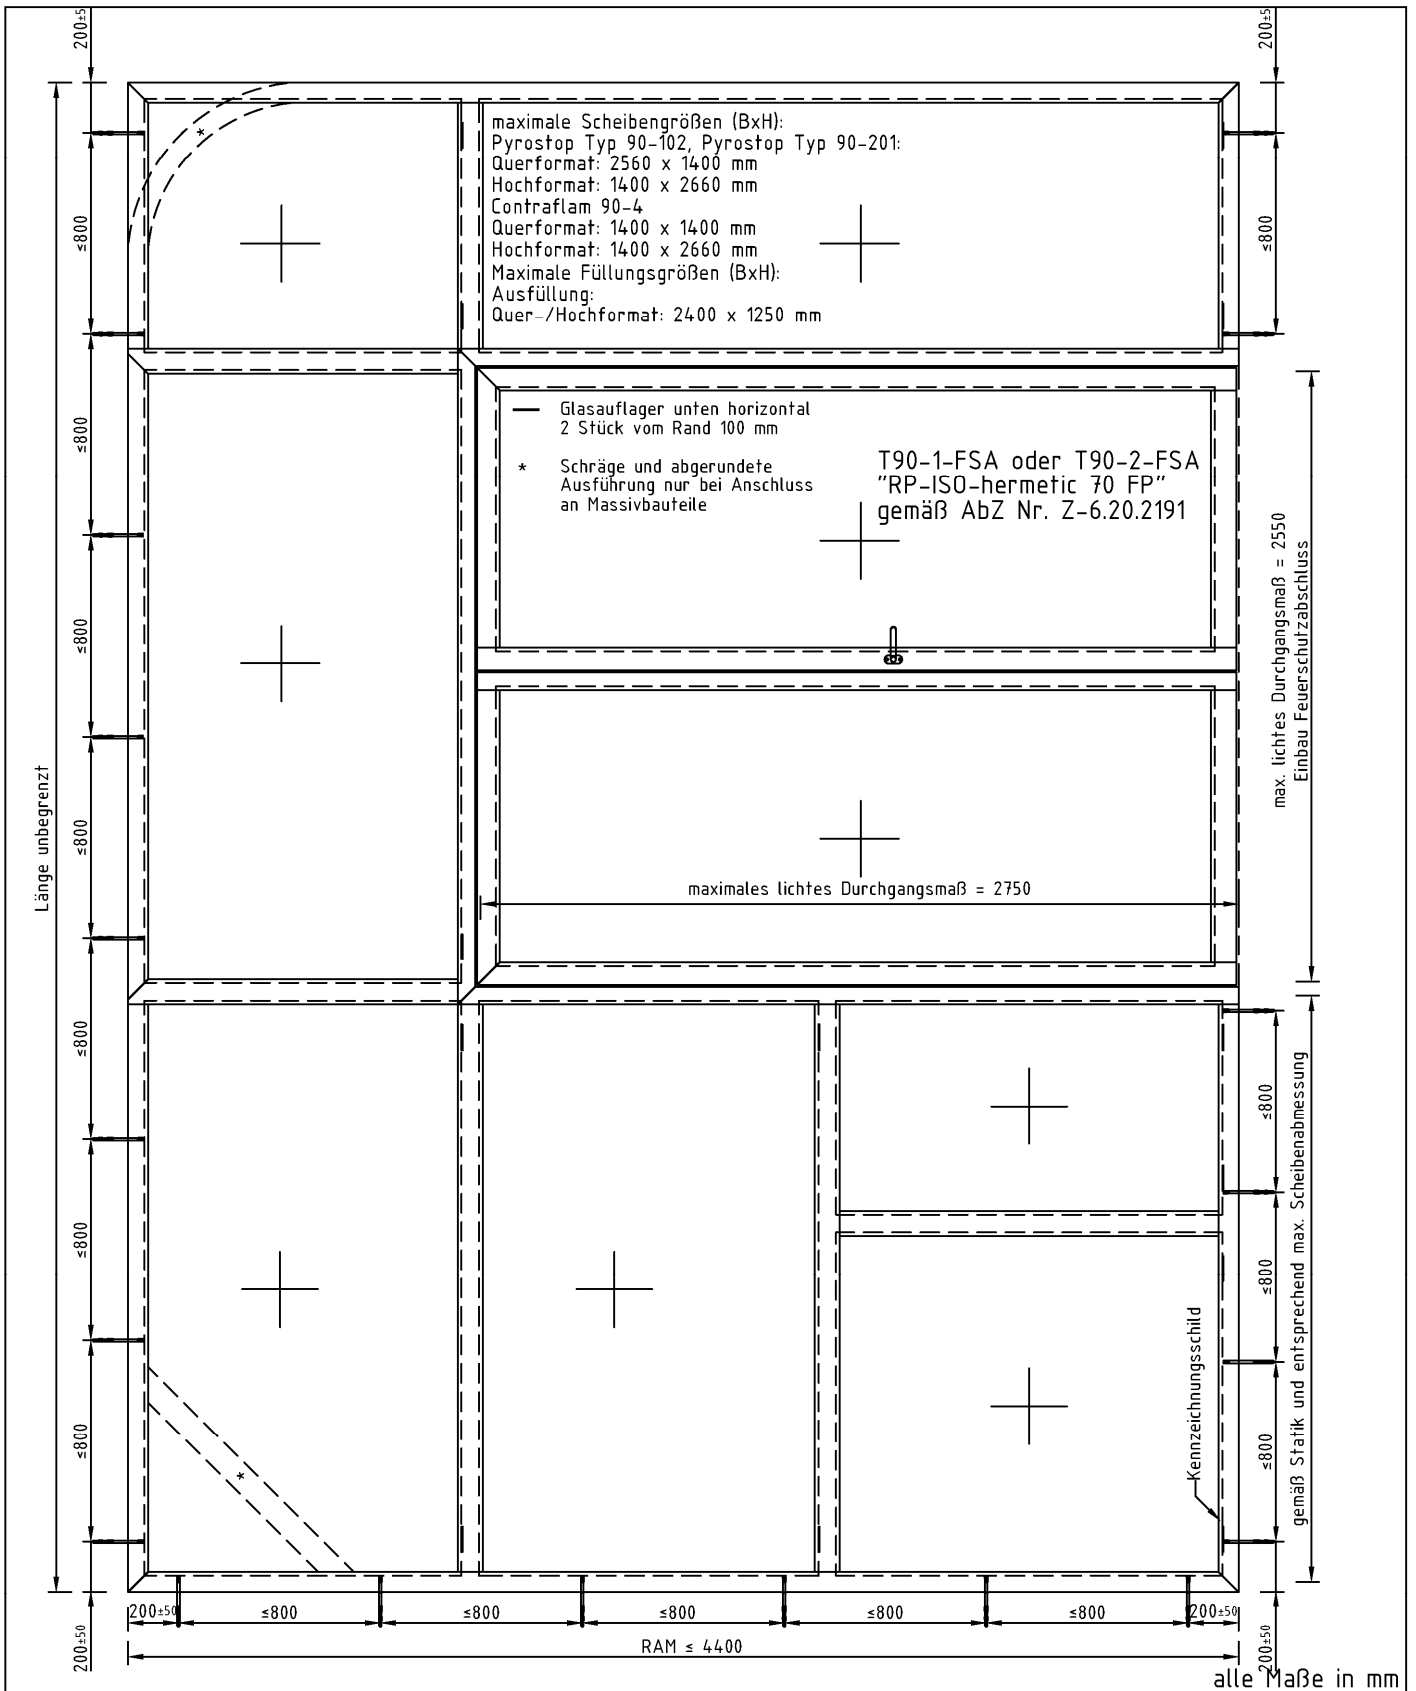 200±5
200±5
maximale Scheibengrößen (BxH):
Pyrostop Typ 90-102, Pyrostop Typ 90-201:
Querformat: 2560 x 1400 mm
Hochformat: 1400 x 2660 mm
Contraflam 90-4
Querformat: 1400 x 1400 mm
Hochformat: 1400 x 2660 mm
Maximale Füllungsgrößen (BxH):
Ausfüllung:
Quer-/Hochformat: 2400 x 1250 mm
*
≤800
≤800
≤800
Glasauflager unten horizontal
2 Stück vom Rand 100 mm
* Schräge und abgerundete
Ausführung nur bei Anschluss
an Massivbauteile
T90-1-FSA oder T90-2-FSA
"RP-ISO-hermetic 70 FP"
gemäß AbZ Nr. Z-6.20.2191
max. lichtes Durchgangsmaß = 2550
Einbau Feuerschutzabschluss
≤800
Länge unbegrenzt
≤800
maximales lichtes Durchgangsmaß = 2750
≤800
≤800
≤800
≤800
gemäß Statik und entsprechend max. Scheibenabmessung
Kennzeichnungsschild
≤800
≤800
*
200±50
≤800
≤800
≤800
≤800
≤800
200±50
200±50
RAM ≤ 4400
200±50
alle Maße in mm